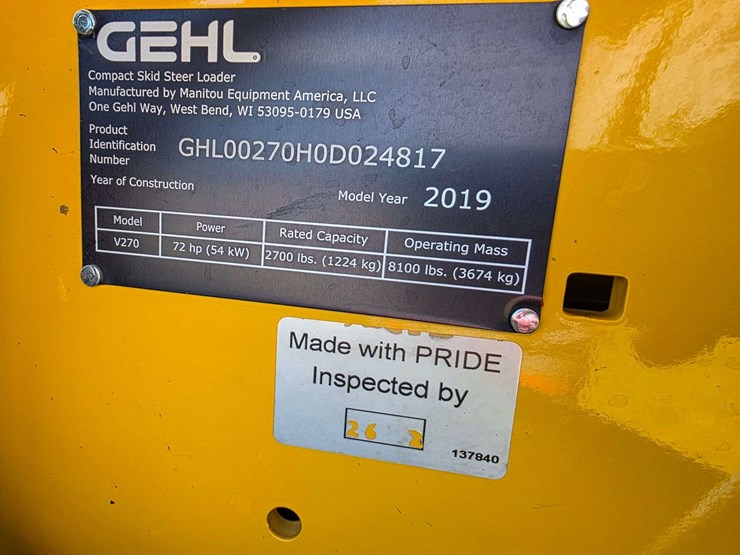 GEHL
Compact Skid Steer Loader
Manufactured by Manitou Equipment America, LLC
One Gehl Way, West Bend, WI 53095-0179 USA
Product
Identification
Number
GHL00270H0D024817
Year of Construction
Model Year 2019
Model Power Rated Capacity Operating Mass
V270 72 hp (54 kW) 2700 lbs. (1224 kg) 8100 lbs. (3674 kg)
Made with PRIDE
Inspected by
26
137840